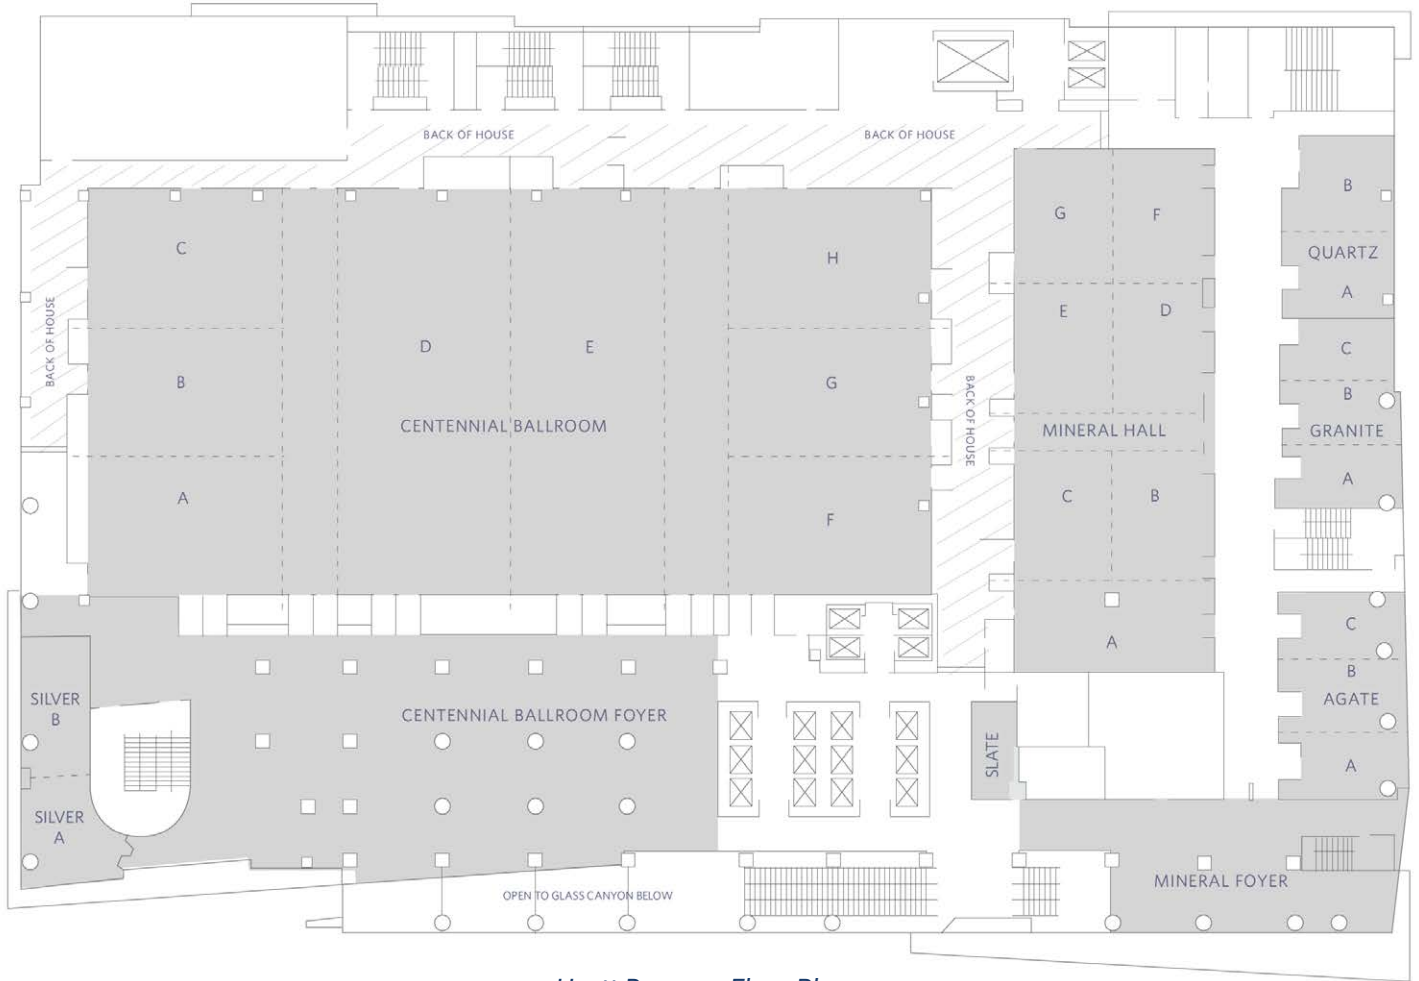 BACK OF HOUSE
BACK OF HOUSE
BACK OF HOUSE
BACK OF HOUSE
C
B
A
D
E
CENTENNIAL BALLROOM
H
G
F
G
F
E
D
MINERAL HALL
C
B
A
B
QUARTZ
A
C
B
GRANITE
A
C
B
AGATE
A
SILVER
B
SILVER
A
CENTENNIAL BALLROOM FOYER
SLATE
OPEN TO GLASS CANYON BELOW
MINERAL FOYER